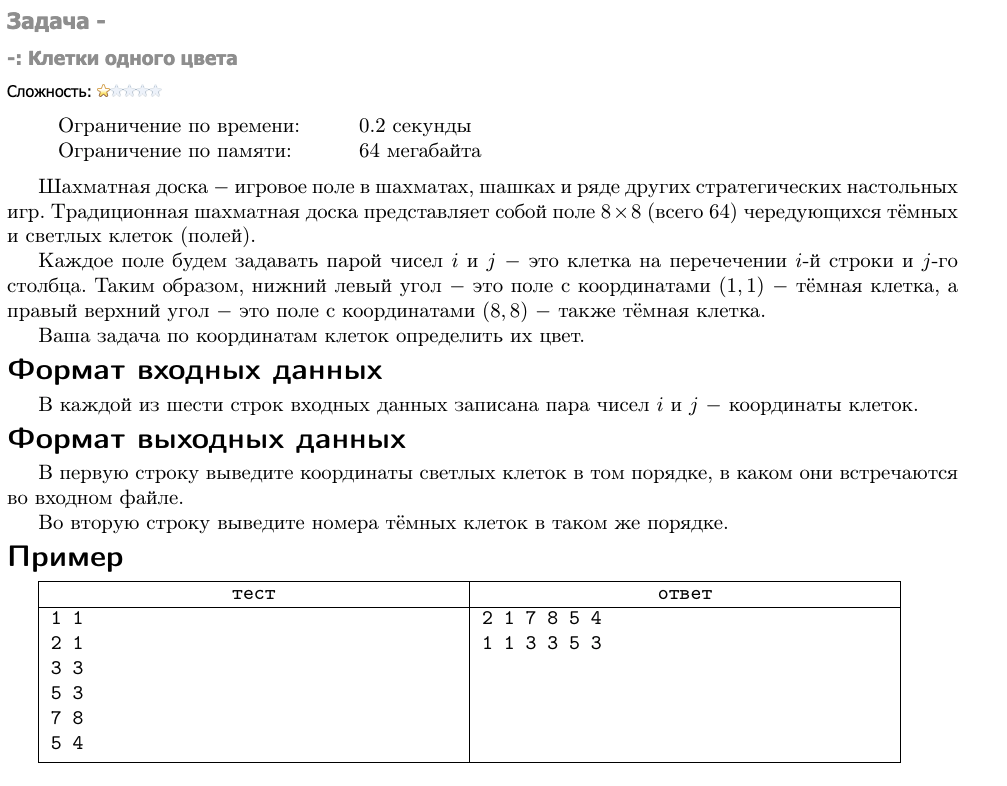 Задача -
-: Клетки одного цвета
Сложность:
Ограничение по времени: 0.2 секунды
Ограничение по памяти: 64 мегабайта
Шахматная доска – игровое поле в шахматах, шашках и ряде других стратегических настольных
игр. Традиционная шахматная доска представляет собой поле 8×8 (всего 64) чередующихся тёмных
и светлых клеток (полей).
Каждое поле будем задавать парой чисел i и j – это клетка на перечечении i-й строки и j-го
столбца. Таким образом, нижний левый угол – это поле с координатами (1, 1) – тёмная клетка, а
правый верхний угол – это поле с координатами (8, 8) – также тёмная клетка.
Ваша задача по координатам клеток определить их цвет.
Формат входных данных
В каждой из шести строк входных данных записана пара чисел i и j – координаты клеток.
Формат выходных данных
В первую строку выведите координаты светлых клеток в том порядке, в каком они встречаются
во входном файле.
Во вторую строку выведите номера тёмных клеток в таком же порядке.
Пример
тест ответ
1 1 2 1 7 8 5 4
2 1 1 1 3 3 5 3
3 3
5 3
7 8
5 4